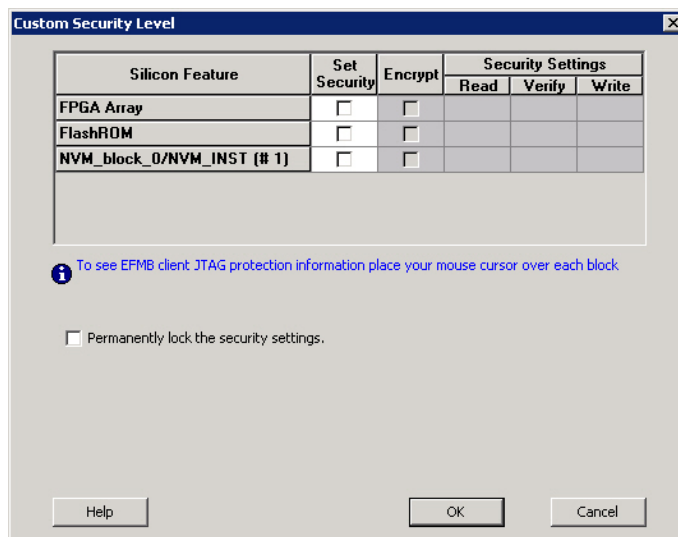 Custom Security Level
Silicon Feature
Set Security
Encrypt
Security Settings
Read Verify Write
FPGA Array
FlashROM
NVM_block_0/NVM_INST (# 1)
To see EFMB client JTAG protection information place your mouse cursor over each block
Permanently lock the security settings.
Help OK Cancel